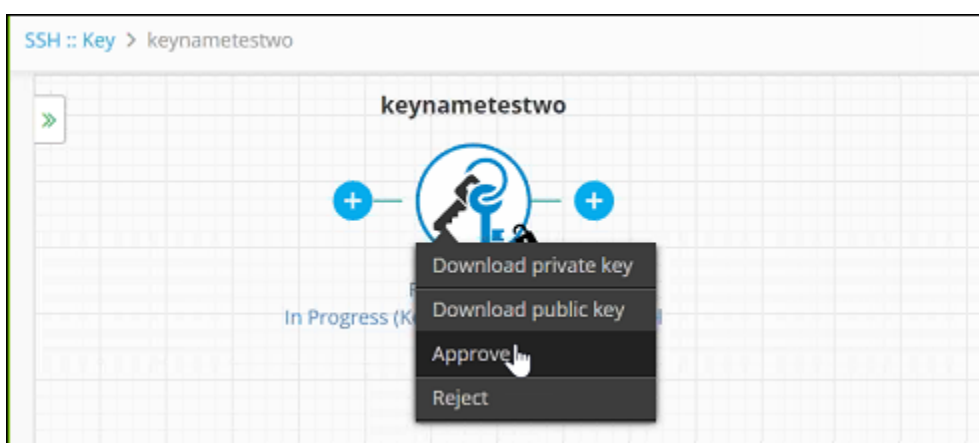 SSH :: Key > keynametestwo
keynametestwo
Download private key
Download public key
In Progress (K
Approve
Reject